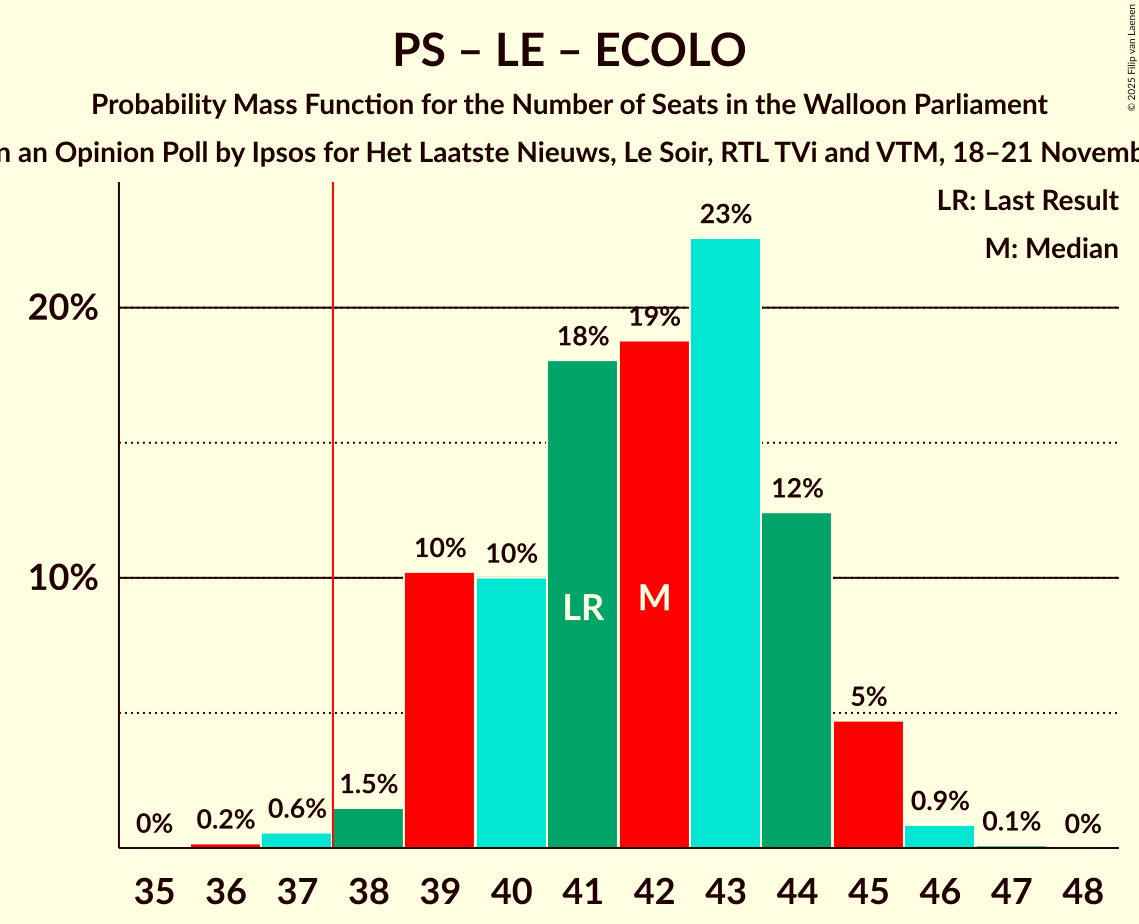 PS – LE – ECOLO
Probability Mass Function for the Number of Seats in the Walloon Parliament
an Opinion Poll by Ipsos for Het Laatste Nieuws, Le Soir, RTL TVi and VTM, 18–21
© 2025 Filip van Laenen
LR: Last Result
M: Median
23%
20%
19%
18%
12%
10%
10%
10%
LR
M
5%
1.5%
0.9%
0.6%
0.2%
0.1%
0%
0%
35 36 37 38 39 40 41 42 43 44 45 46 47 48